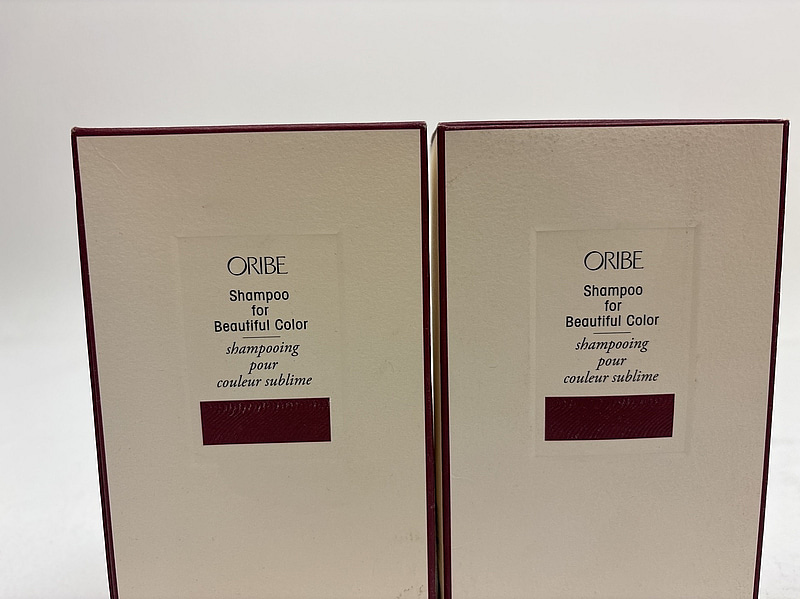 ORIBE
Shampoo
for
Beautiful Color
shampooing
pour
couleur sublime
ORIBE
Shampoo
for
Beautiful Color
shampooing
pour
couleur sublime